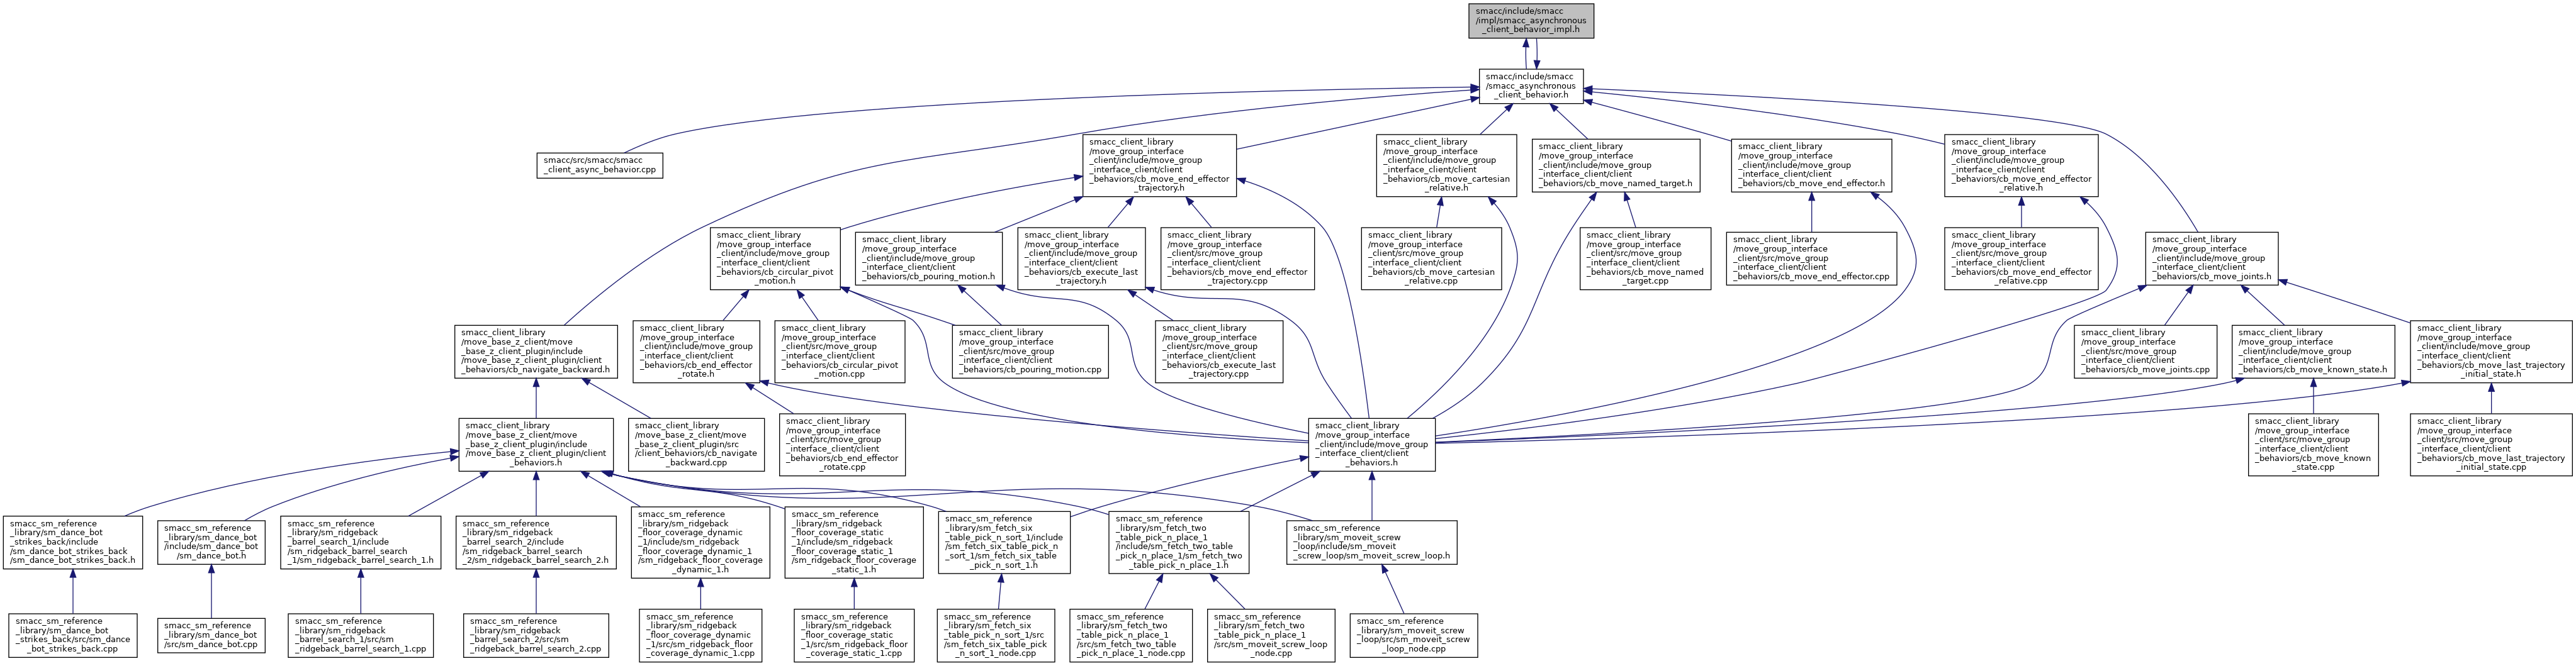 smacc/include/smacc
/impl/smacc_asynchronous
_client_behavior_impl.h
smacc/include/smacc
/smacc_asynchronous
_client_behavior.h
smacc/src/smacc/smacc
_client_async_behavior.cpp
smacc_client_library
/move_group_interface
_client/include/move_group
_interface_client/client
_behaviors/cb_move_end_effector
_trajectory.h
smacc_client_library
/move_group_interface
_client/include/move_group
_interface_client/client
_behaviors/cb_move_cartesian
_relative.h
smacc_client_library
/move_group_interface
_client/include/move_group
_interface_client/client
_behaviors/cb_move_named_target.h
smacc_client_library
/move_group_interface
_client/include/move_group
_interface_client/client
_behaviors/cb_move_end_effector.h
smacc_client_library
/move_group_interface
_client/include/move_group
_interface_client/client
_behaviors/cb_move_end_effector
_relative.h
smacc_client_library
/move_group_interface
_client/include/move_group
_interface_client/client
_behaviors/cb_circular_pivot
_motion.h
smacc_client_library
/move_group_interface
_client/include/move_group
_interface_client/client
_behaviors/cb_pouring_motion.h
smacc_client_library
/move_group_interface
_client/include/move_group
_interface_client/client
_behaviors/cb_execute_last
_trajectory.h
smacc_client_library
/move_group_interface
_client/src/move_group
_interface_client/client
_behaviors/cb_move_end_effector
_trajectory.cpp
smacc_client_library
/move_group_interface
_client/src/move_group
_interface_client/client
_behaviors/cb_move_cartesian
_relative.cpp
smacc_client_library
/move_group_interface
_client/src/move_group
_interface_client/client
_behaviors/cb_move_named
_target.cpp
smacc_client_library
/move_group_interface
_client/src/move_group
_interface_client/client
_behaviors/cb_move_end_effector.cpp
smacc_client_library
/move_group_interface
_client/src/move_group
_interface_client/client
_behaviors/cb_move_end_effector
_relative.cpp
smacc_client_library
/move_group_interface
_client/include/move_group
_interface_client/client
_behaviors/cb_move_joints.h
smacc_client_library
/move_base_z_client/move
_base_z_client_plugin/include
/move_base_z_client_plugin/client
_behaviors/cb_navigate_backward.h
smacc_client_library
/move_group_interface
_client/include/move_group
_interface_client/client
_behaviors/cb_end_effector
_rotate.h
smacc_client_library
/move_group_interface
_client/src/move_group
_interface_client/client
_behaviors/cb_circular_pivot
_motion.cpp
smacc_client_library
/move_group_interface
_client/src/move_group
_interface_client/client
_behaviors/cb_pouring_motion.cpp
smacc_client_library
/move_group_interface
_client/src/move_group
_interface_client/client
_behaviors/cb_execute_last
_trajectory.cpp
smacc_client_library
/move_group_interface
_client/src/move_group
_interface_client/client
_behaviors/cb_move_joints.cpp
smacc_client_library
/move_group_interface
_client/include/move_group
_interface_client/client
_behaviors/cb_move_known_state.h
smacc_client_library
/move_group_interface
_client/include/move_group
_interface_client/client
_behaviors/cb_move_last_trajectory
_initial_state.h
smacc_client_library
/move_base_z_client/move
_base_z_client_plugin/include
/move_base_z_client_plugin/client
_behaviors.h
smacc_client_library
/move_base_z_client/move
_base_z_client_plugin/src
/client_behaviors/cb_navigate
_backward.cpp
smacc_client_library
/move_group_interface
_client/src/move_group
_interface_client/client
_behaviors/cb_end_effector
_rotate.cpp
smacc_client_library
/move_group_interface
_client/include/move_group
_interface_client/client
_behaviors.h
smacc_client_library
/move_group_interface
_client/src/move_group
_interface_client/client
_behaviors/cb_move_known
_state.cpp
smacc_client_library
/move_group_interface
_client/src/move_group
_interface_client/client
_behaviors/cb_move_last_trajectory
_initial_state.cpp
smacc_sm_reference
_library/sm_dance_bot
_strikes_back/include
/sm_dance_bot_strikes_back
/sm_dance_bot_strikes_back.h
smacc_sm_reference
_library/sm_dance_bot
/include/sm_dance_bot
/sm_dance_bot.h
smacc_sm_reference
_library/sm_ridgeback
_barrel_search_1/include
/sm_ridgeback_barrel_search
_1/sm_ridgeback_barrel_search_1.h
smacc_sm_reference
_library/sm_ridgeback
_barrel_search_2/include
/sm_ridgeback_barrel_search
_2/sm_ridgeback_barrel_search_2.h
smacc_sm_reference
_library/sm_ridgeback
_floor_coverage_dynamic
_1/include/sm_ridgeback
_floor_coverage_dynamic_1
/sm_ridgeback_floor_coverage
_dynamic_1.h
smacc_sm_reference
_library/sm_ridgeback
_floor_coverage_static
_1/include/sm_ridgeback
_floor_coverage_static_1
/sm_ridgeback_floor_coverage
_static_1.h
smacc_sm_reference
_library/sm_fetch_six
_table_pick_n_sort_1/include
/sm_fetch_six_table_pick_n
_sort_1/sm_fetch_six_table
_pick_n_sort_1.h
smacc_sm_reference
_library/sm_fetch_two
_table_pick_n_place_1
/include/sm_fetch_two_table
_pick_n_place_1/sm_fetch_two
_table_pick_n_place_1.h
smacc_sm_reference
_library/sm_moveit_screw
_loop/include/sm_moveit
_screw_loop/sm_moveit_screw_loop.h
smacc_sm_reference
_library/sm_dance_bot
_strikes_back/src/sm_dance
_bot_strikes_back.cpp
smacc_sm_reference
_library/sm_dance_bot
/src/sm_dance_bot.cpp
smacc_sm_reference
_library/sm_ridgeback
_barrel_search_1/src/sm
_ridgeback_barrel_search_1.cpp
smacc_sm_reference
_library/sm_ridgeback
_barrel_search_2/src/sm
_ridgeback_barrel_search_2.cpp
smacc_sm_reference
_library/sm_ridgeback
_floor_coverage_dynamic
_1/src/sm_ridgeback_floor
_coverage_dynamic_1.cpp
smacc_sm_reference
_library/sm_ridgeback
_floor_coverage_static
_1/src/sm_ridgeback_floor
_coverage_static_1.cpp
smacc_sm_reference
_library/sm_fetch_six
_table_pick_n_sort_1/src
/sm_fetch_six_table_pick
_n_sort_1_node.cpp
smacc_sm_reference
_library/sm_fetch_two
_table_pick_n_place_1
/src/sm_fetch_two_table
_pick_n_place_1_node.cpp
smacc_sm_reference
_library/sm_fetch_two
_table_pick_n_place_1
/src/sm_moveit_screw_loop
_node.cpp
smacc_sm_reference
_library/sm_moveit_screw
_loop/src/sm_moveit_screw
_loop_node.cpp